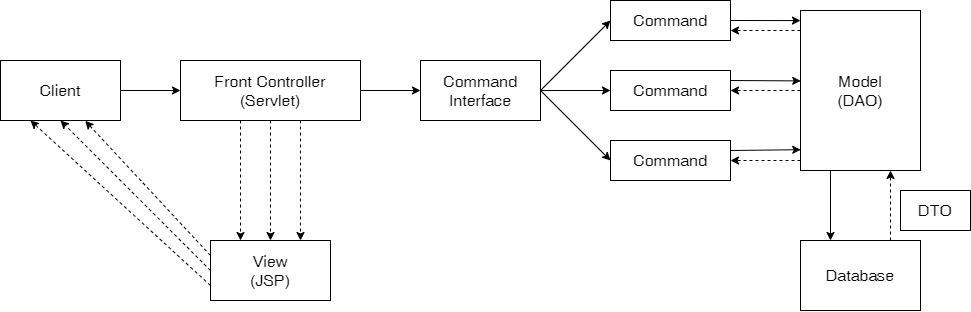 Client
Front Controller
(Servlet)
Command
Interface
Command
Command
Command
Model
(DAO)
DTO
View
(JSP)
Database